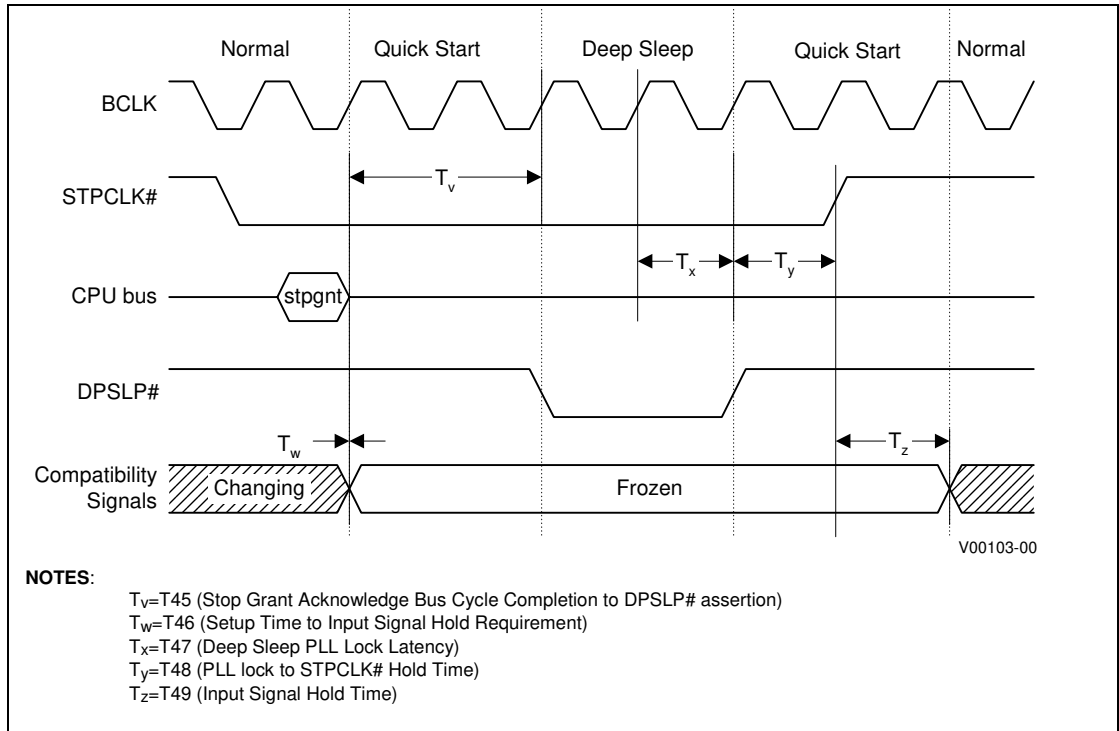 Normal Quick Start Deep Sleep Quick Start Normal
BCLK
STPCLK#
Tv
Tx Ty
CPU bus stpgnt
DPSLP#
Tw Tz
Compatibility Signals Changing Frozen
V00103-00
NOTES:
Tv=T45 (Stop Grant Acknowledge Bus Cycle Completion to DPSLP# assertion)
Tw=T46 (Setup Time to Input Signal Hold Requirement)
Tx=T47 (Deep Sleep PLL Lock Latency)
Ty=T48 (PLL lock to STPCLK# Hold Time)
Tz=T49 (Input Signal Hold Time)